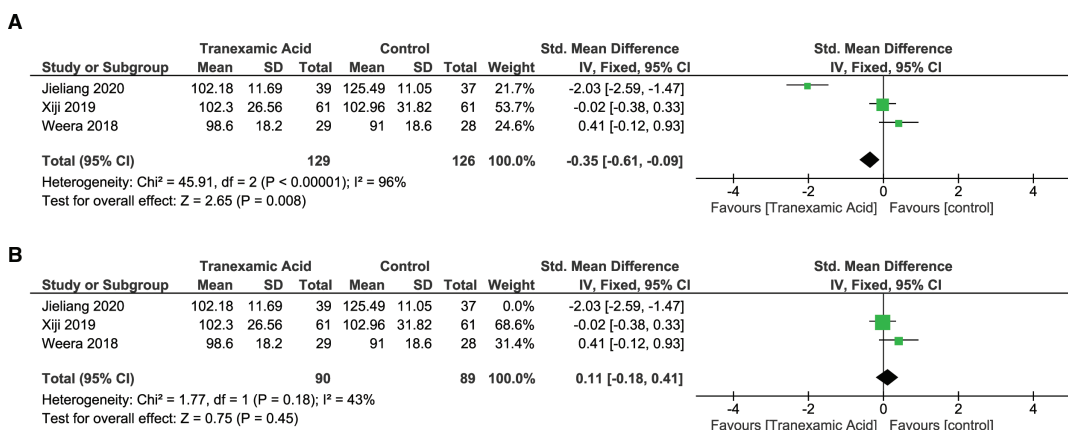 A
Tranexamic Acid Control Std. Mean Difference Std. Mean Difference
Study or Subgroup Mean SD Total Mean SD Total Weight IV, Fixed, 95% CI IV, Fixed, 95% CI
Jieliang 2020 102.18 11.69 39 125.49 11.05 37 21.7% -2.03 [-2.59, -1.47]
Xiji 2019 102.3 26.56 61 102.96 31.82 61 53.7% -0.02 [-0.38, 0.33]
Weera 2018 98.6 18.2 29 91 18.6 28 24.6% 0.41 [-0.12, 0.93]
Total (95% CI) 129 126 100.0% -0.35 [-0.61, -0.09]
Heterogeneity: Chi² = 45.91, df = 2 (P < 0.00001); I² = 96%
Test for overall effect: Z = 2.65 (P = 0.008)
-4 -2 0 2 4
Favours [Tranexamic Acid] Favours [control]
B
Tranexamic Acid Control Std. Mean Difference Std. Mean Difference
Study or Subgroup Mean SD Total Mean SD Total Weight IV, Fixed, 95% CI IV, Fixed, 95% CI
Jieliang 2020 102.18 11.69 39 125.49 11.05 37 0.0% -2.03 [-2.59, -1.47]
Xiji 2019 102.3 26.56 61 102.96 31.82 61 68.6% -0.02 [-0.38, 0.33]
Weera 2018 98.6 18.2 29 91 18.6 28 31.4% 0.41 [-0.12, 0.93]
Total (95% CI) 90 89 100.0% 0.11 [-0.18, 0.41]
Heterogeneity: Chi² = 1.77, df = 1 (P = 0.18); I² = 43%
Test for overall effect: Z = 0.75 (P = 0.45)
-4 -2 0 2 4
Favours [Tranexamic Acid] Favours [control]